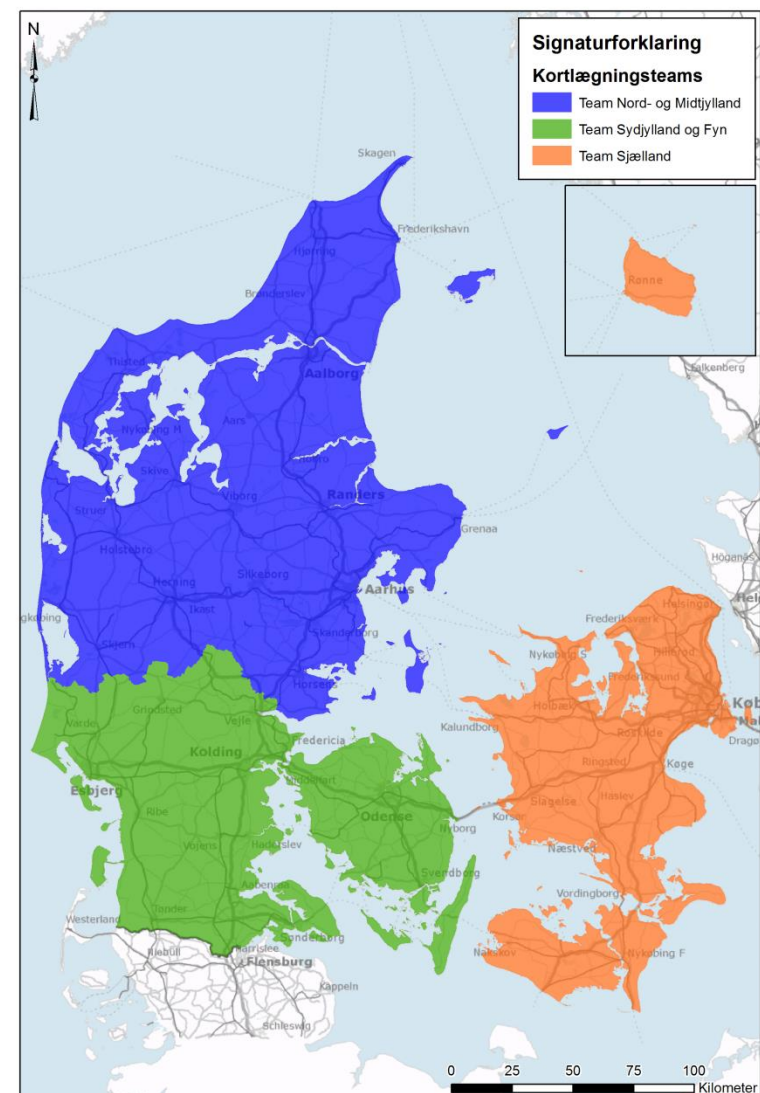 N
Signaturforklaring
Kortlægningsteams
Team Nord- og Midtjylland
Team Sydjylland og Fyn
Team Sjælland
Skagen
Frederikshavn
Hjørring
Brønderslev
Rønne
Thisted
Aalborg
Falkenberg
Nykøbing M
Aars
Skive
Viborg
Randers
Struer
Grenaa
Holstebro
Herning
Silkeborg
Aarhus
Höganäs
Ikast
Skanderborg
Helsingør
Frederiksværk
Skjern
Nykøbing S
Hillerød
Horsens
Frederikssund
Grindsted
Varde
Vejle
Holbæk
Kalundborg
Roskilde
Dragør
Kolding
Fredericia
Ringsted
Køge
Middelfart
Esbjerg
Slagelse
Haslev
Ribe
Odense
Nyborg
Korsør
Vojens
Haderslev
Næstved
Svendborg
Aabenraa
Vordingborg
Westerland
Tønder
Sønderborg
Nakskov
Nykøbing F
Niebüll
Harrislee
Flensburg
Kappeln
Schleswig
0 25 50 75 100
Kilometer